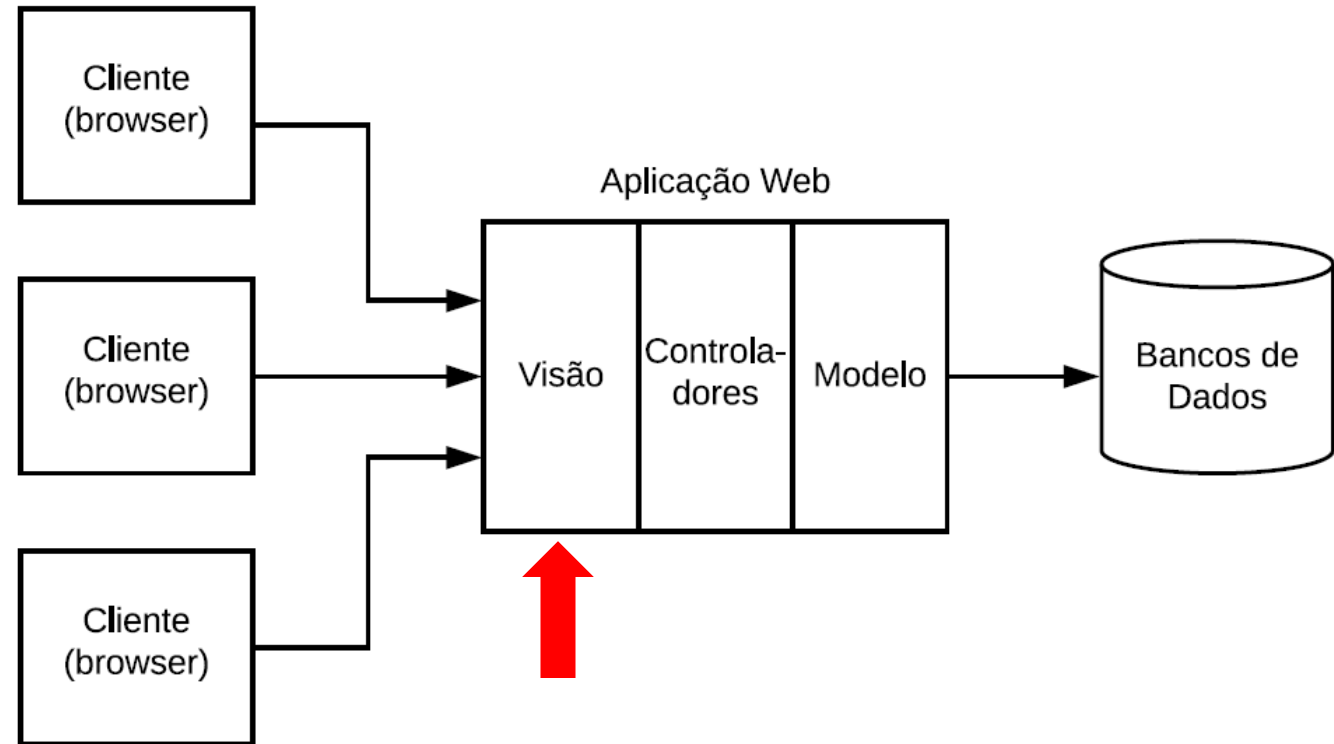 Cliente
(browser)
Aplicação Web
Cliente
(browser)
Visão
Controla-
dores
Modelo
Bancos de
Dados
Cliente
(browser)